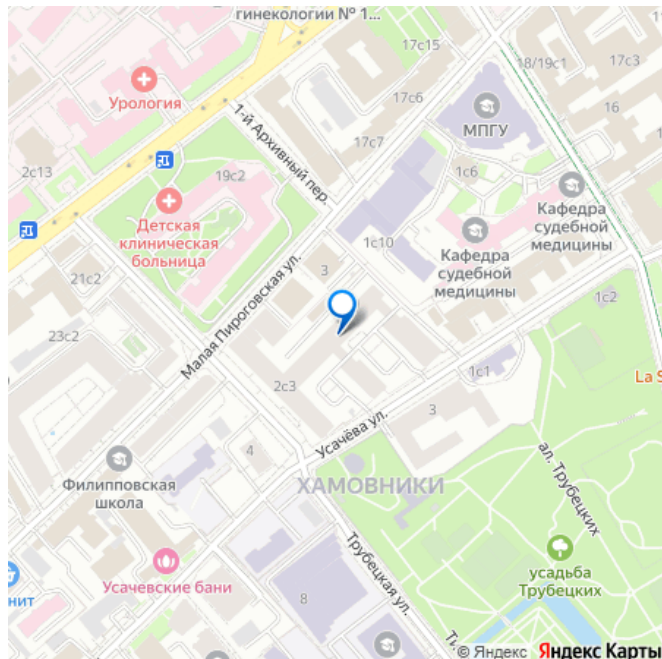 гинекологии № 1...
17с15
18/19с1
Урология
17с6
МПГУ
16
1-й Архивный пер.
17с7
2с13
19с2
1с6
Детская
клиническая
больница
Кафедра
судебной
медицины
1с10
Кафедра
судебной
медицины
3
21с2
1с2
Малая Пироговская ул.
23с2
1с1
La S
2с3
3
Усачёва ул.
4
ал. Трубецких
Филипповская
школа
ХАМОВНИКИ
Трубецкая ул.
усадьба
Трубецких
Усачевские бани
нит
8
Ти
© Яндекс Яндекс Карты